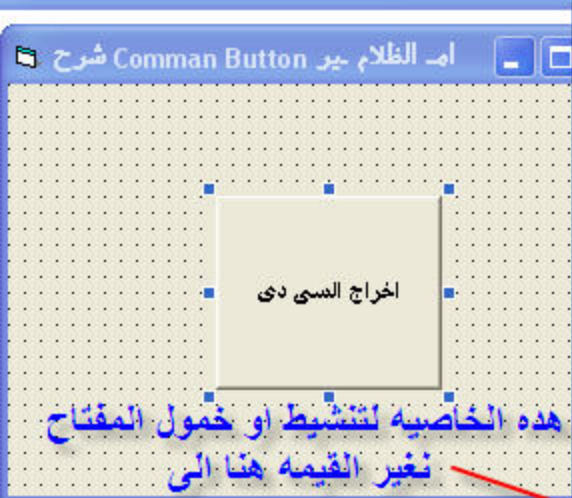 شرح Comman Button امـ الظلام ـير
اخراج السى دى
هده الخاصيه لتنشيط او خمول المفتاح
نغير القيمه هنا الى